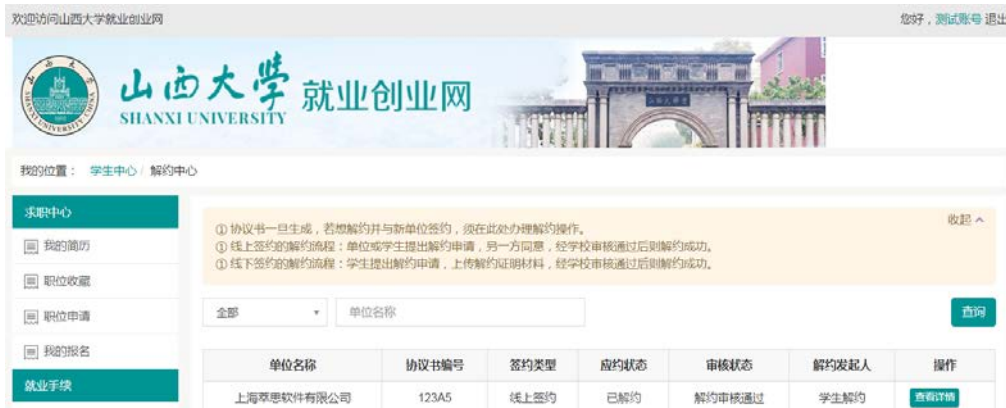 欢迎访问山西大学就业创业网
您好，测试账号 退出
山西大学 就业创业网
SHANXI UNIVERSITY
我的位置： 学生中心 / 解约中心
求职中心
我的简历
职位收藏
职位申请
我的报名
就业手续
收起
① 协议书一旦生成，若想解约并与新单位签约，须在此处办理解约操作。
① 线上签约的解约流程：单位或学生提出解约申请，另一方同意，经学校审核通过后则解约成功。
① 线下签约的解约流程：学生提出解约申请，上传解约证明材料，经学校审核通过后则解约成功。
全部 单位名称 查询
单位名称 协议书编号 签约类型 应约状态 审核状态 解约发起人 操作
上海萃思软件有限公司 123A5 线上签约 已解约 解约审核通过 学生解约 查看详情